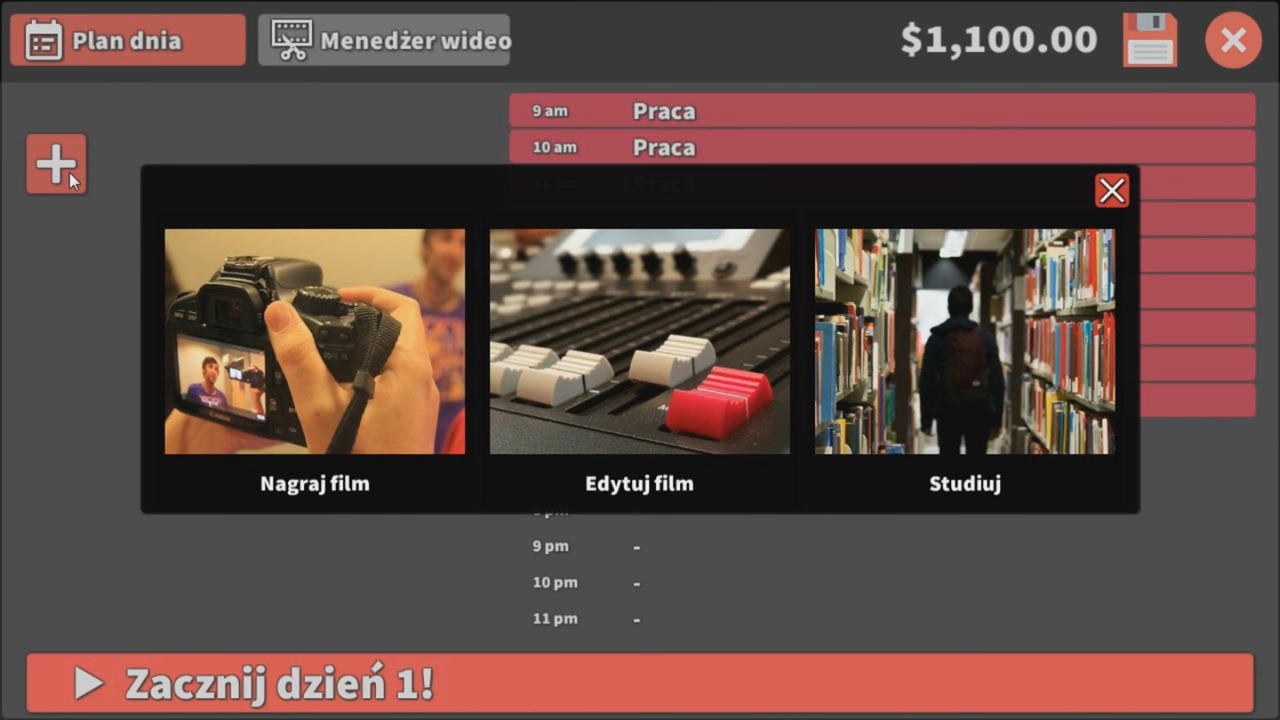 Plan dnia
Menedżer wideo
$1,100.00
9 am Praca
10 am Praca
Nagraj film
Edytuj film
Studiuj
9 pm -
10 pm -
11 pm -
Zacznij dzień 1!